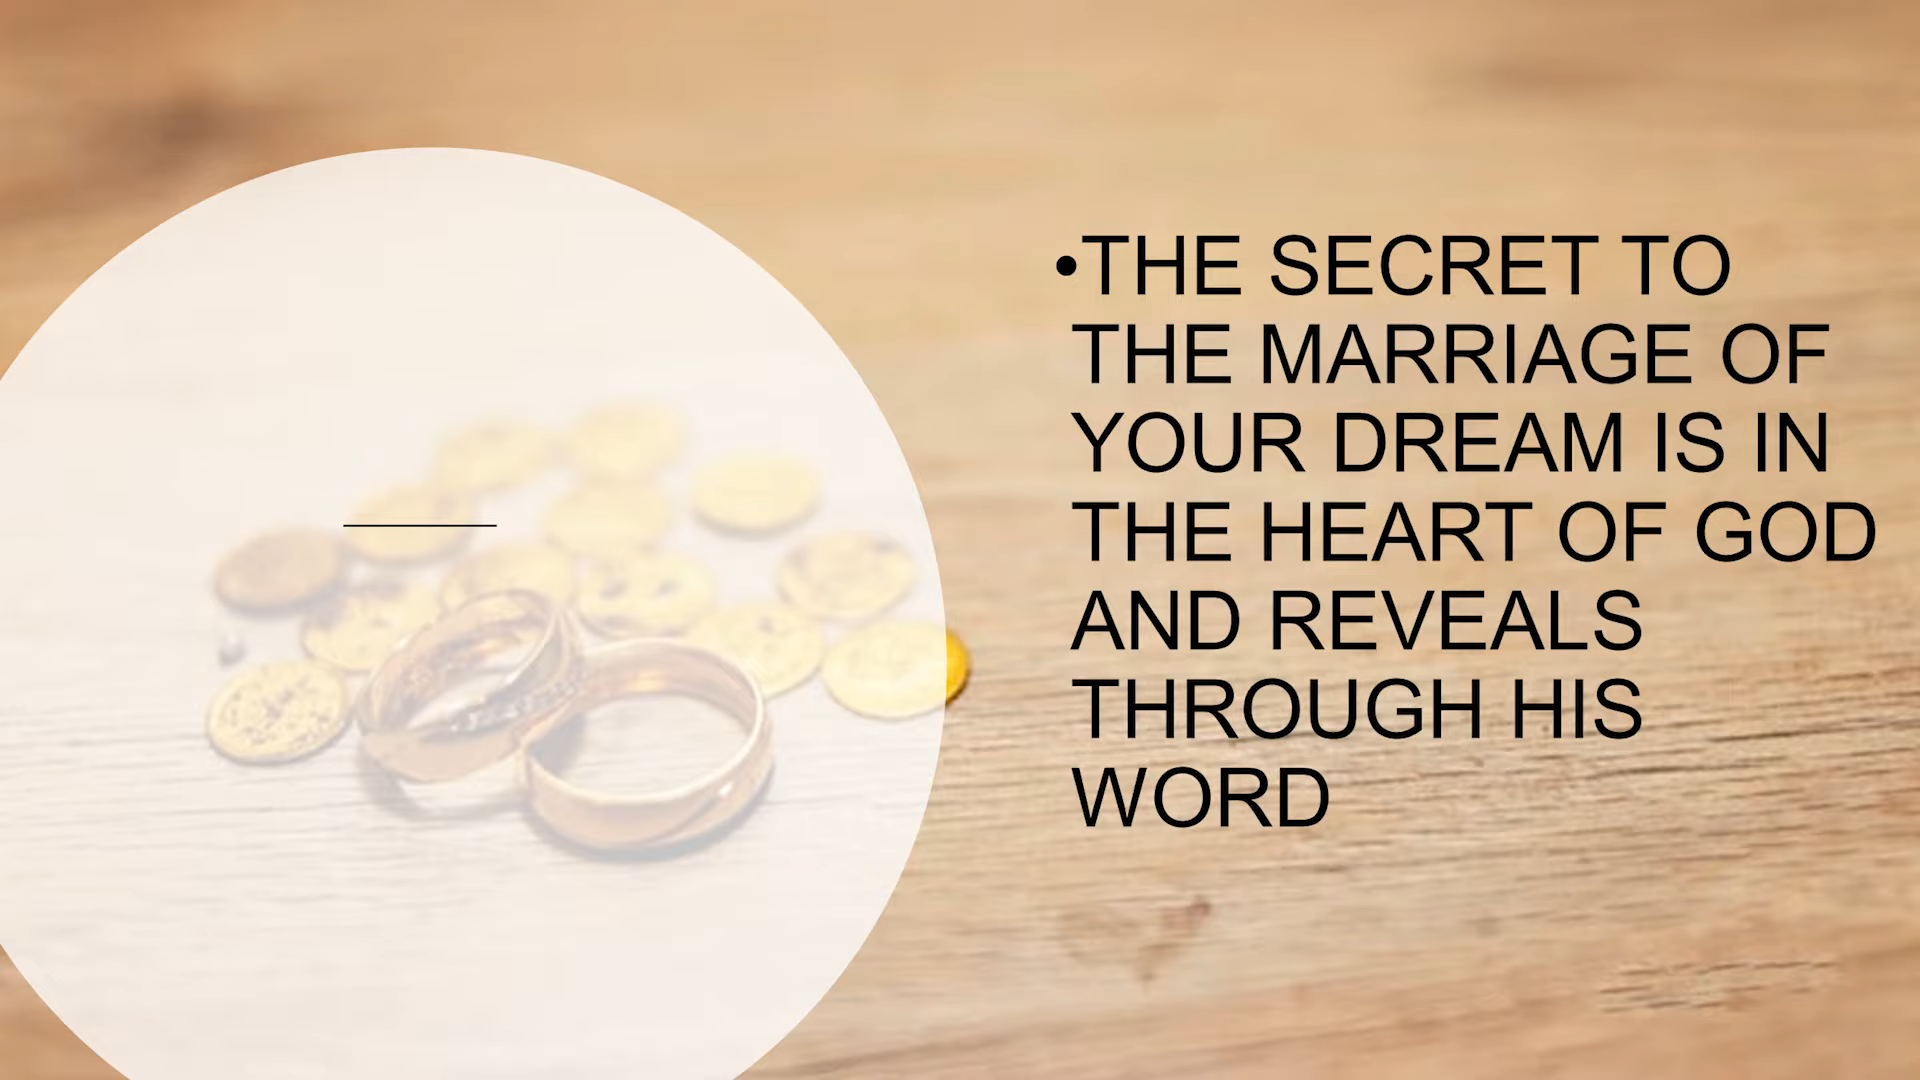 •THE SECRET TO
THE MARRIAGE OF
YOUR DREAM IS IN
THE HEART OF GOD
AND REVEALS
THROUGH HIS
WORD